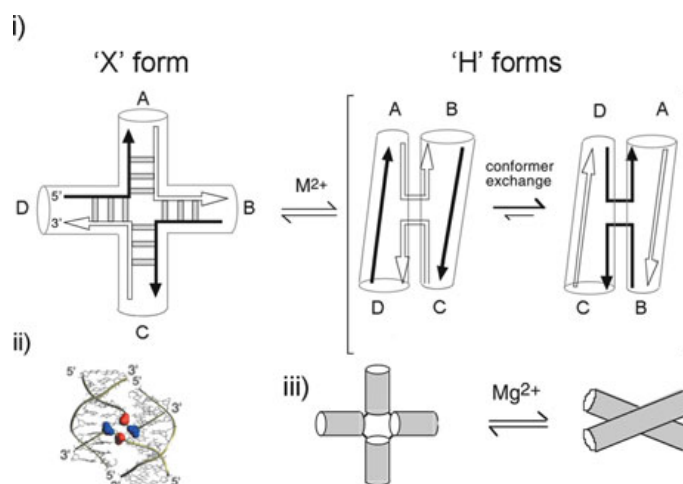 i)
'X' form
'H' forms
A
D
5'
3'
B
C
M2+
A
B
D
C
conformer
exchange
D
A
C
B
ii)
5'
3'
3'
5'
3'
5'
3'
5'
iii)
Mg2+